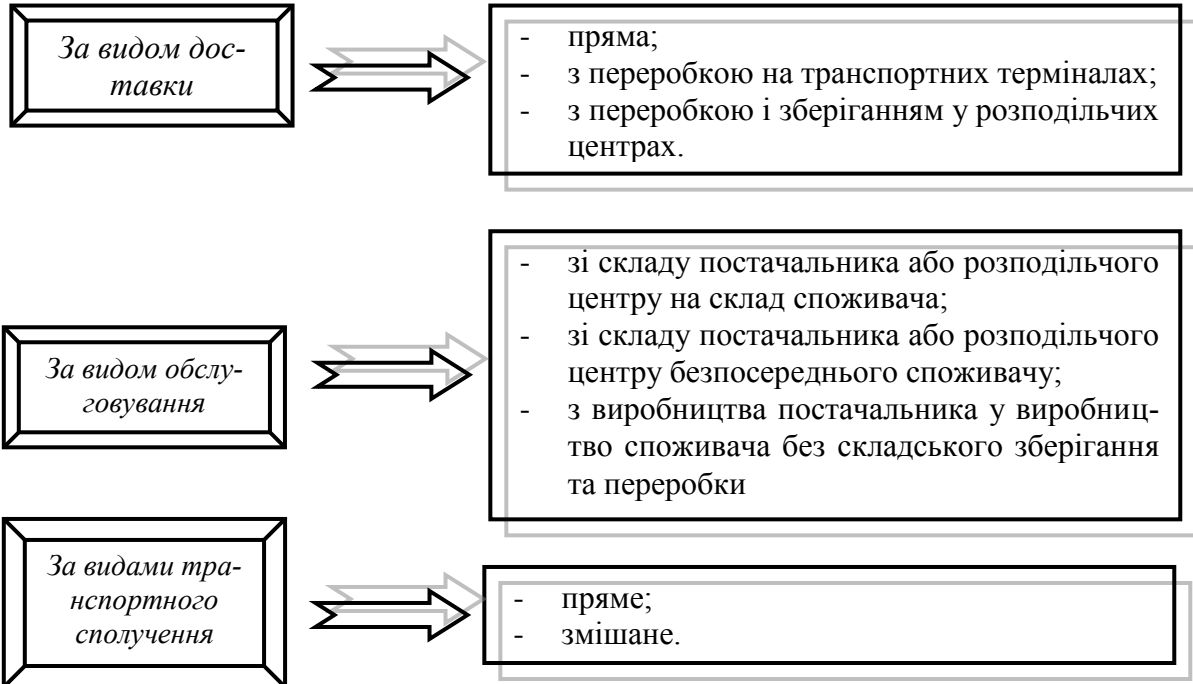 За видом дос-
тавки
- пряма;
- з переробкою на транспортних терміналах;
- з переробкою і зберіганням у розподільчих
центрах.
За видом обслу-
говування
- зі складу постачальника або розподільчого
центру на склад споживача;
- зі складу постачальника або розподільчого
центру безпосереднього споживачу;
- з виробництва постачальника у виробниц-
тво споживача без складського зберігання
та переробки
За видами тра-
нспортного
сполучення
- пряме;
- змішане.